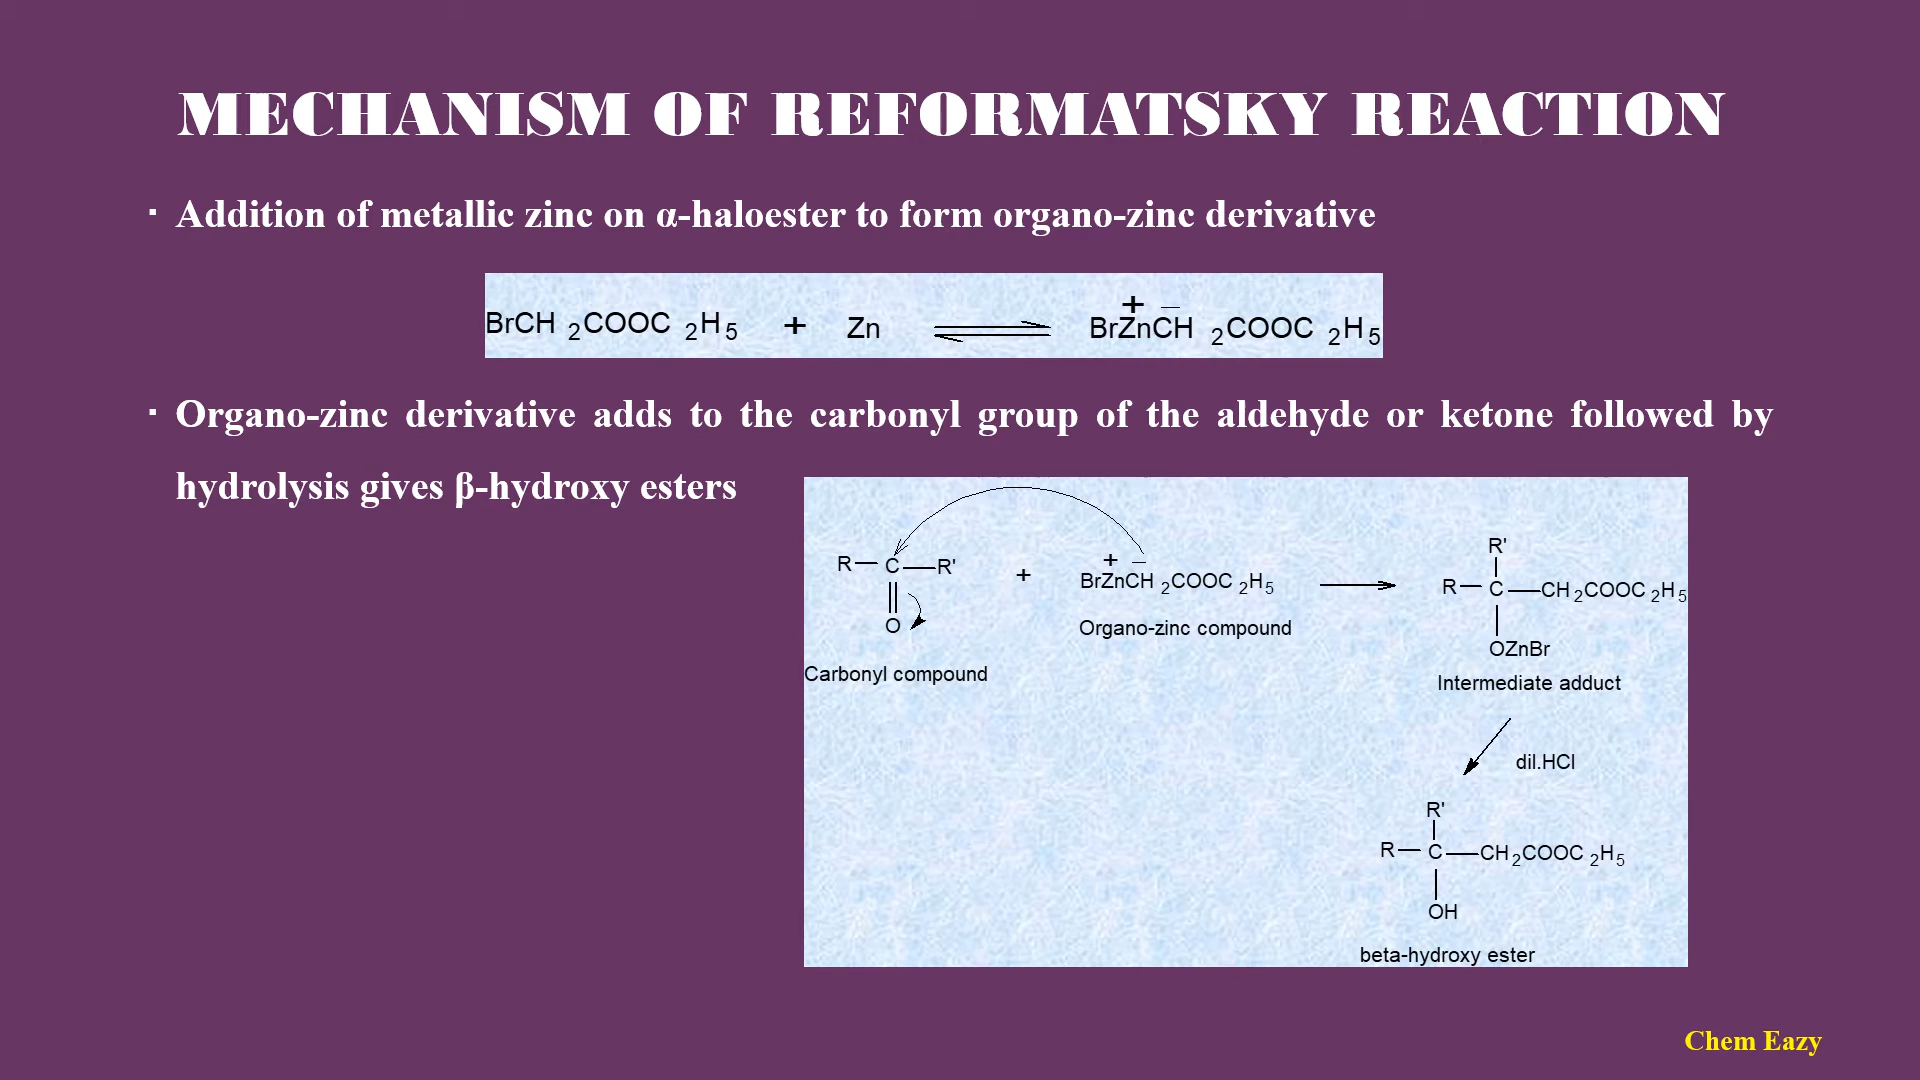 MECHANISM OF REFORMATSKY REACTION
▪ Addition of metallic zinc on α-haloester to form organo-zinc derivative
+ –
BrCH2COOC2H5 + Zn ⇌ BrZnCH2COOC2H5
▪ Organo-zinc derivative adds to the carbonyl group of the aldehyde or ketone followed by
hydrolysis gives β-hydroxy esters
R'
+ –
R—C—R' + BrZnCH2COOC2H5 → R—C—CH2COOC2H5
O
OZnBr
Organo-zinc compound
Carbonyl compound
Intermediate adduct
dil.HCl
R'
R—C—CH2COOC2H5
OH
beta-hydroxy ester
Chem Eazy